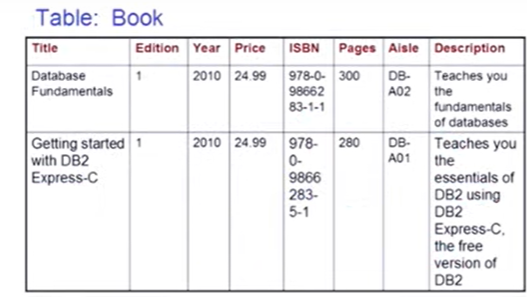 Table: Book
Title Edition Year Price ISBN Pages Aisle Description
Database 1 2010 24.99 978-0- 300 DB- Teaches you
Fundamentals 98662 A02 the
83-1-1 fundamentals
of databases
Getting started 1 2010 24.99 978- 280 DB- Teaches you
with DB2 0- A01 the
Express-C 9866 essentials of
283- DB2 using
5-1 DB2
Express-C,
the free
version of
DB2